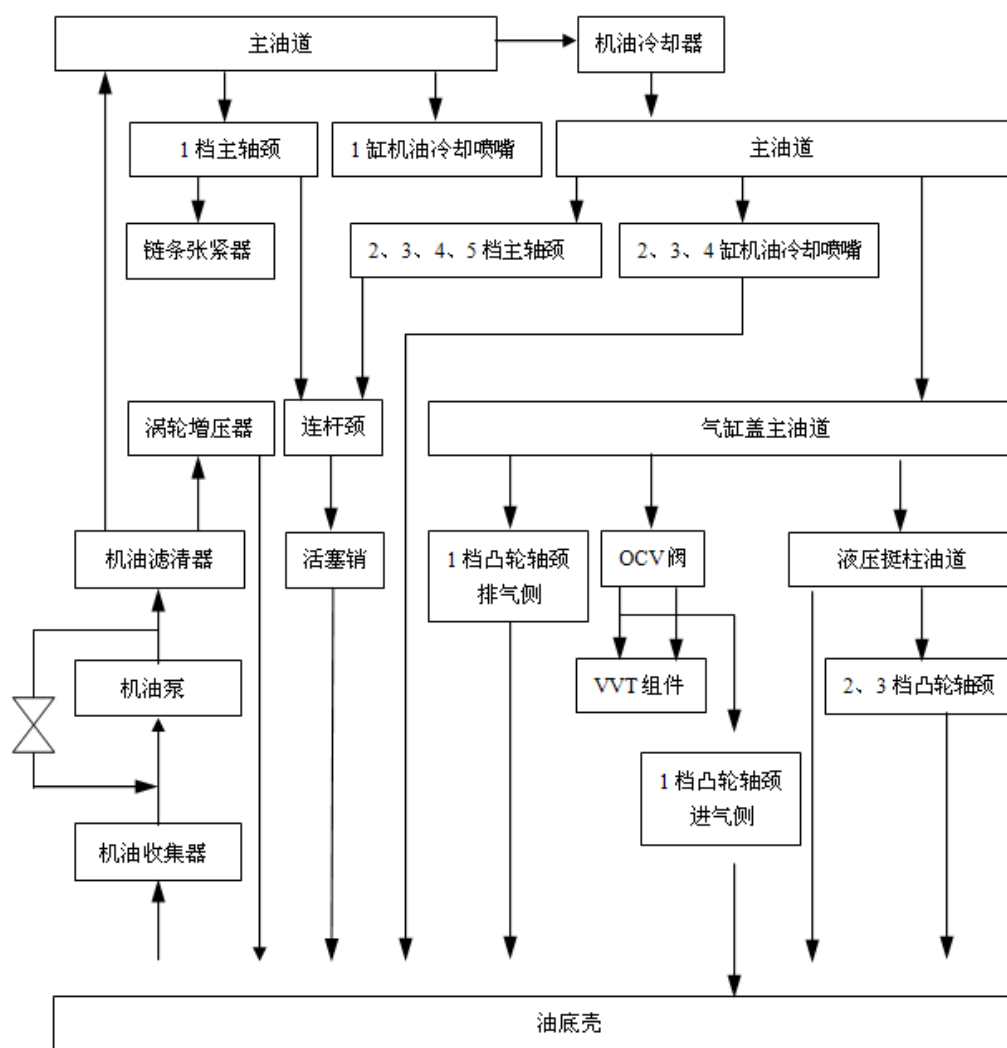 主油道
机油冷却器
1档主轴颈
1缸机油冷却喷嘴
主油道
链条张紧器
2、3、4、5档主轴颈
2、3、4缸机油冷却喷嘴
涡轮增压器
连杆颈
气缸盖主油道
机油滤清器
活塞销
1档凸轮轴颈
排气侧
OCV阀
液压挺柱油道
机油泵
VVT组件
2、3档凸轮轴颈
1档凸轮轴颈
进气侧
机油收集器
油底壳